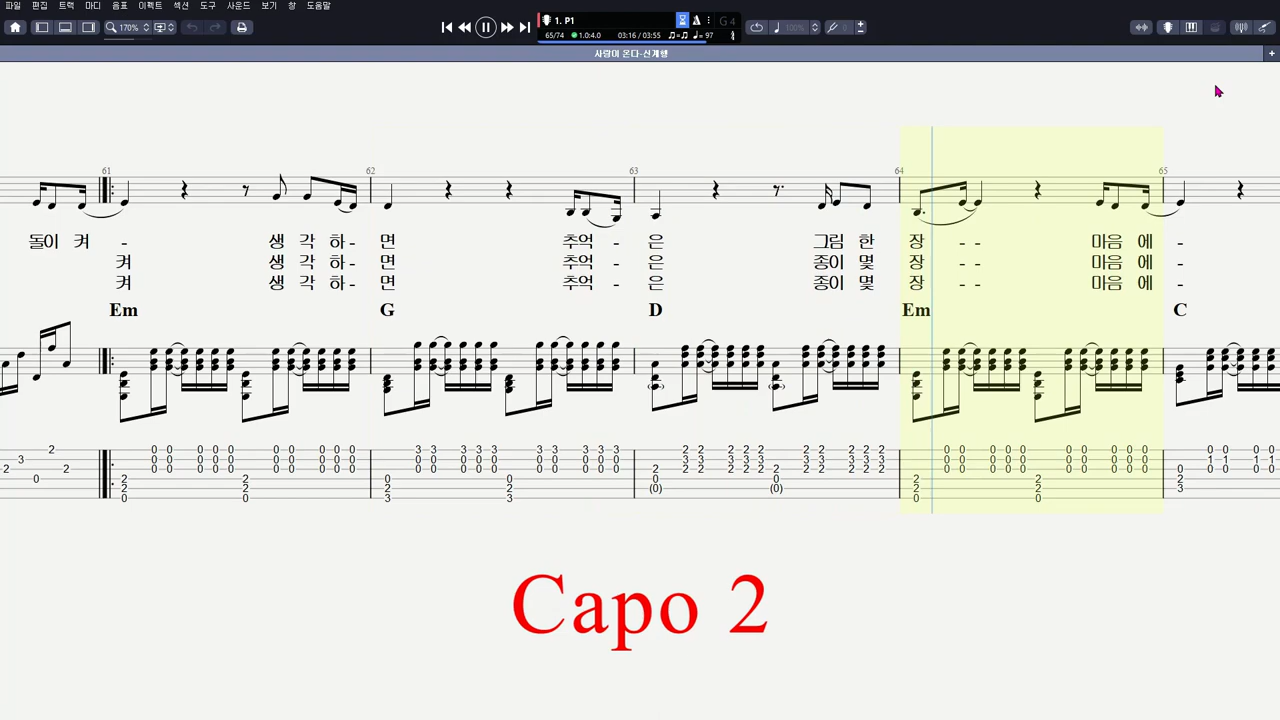 파일 편집 트랙 마디 음표 이펙트 섹션 도구 사운드 보기 창 도움말
170%
1. P1
65/74 1.0:4.0 03:16 / 03:55 ♫=♫ ♩= 97
G 4
100%
0
사랑이 온다-신계행
61 62 63 64 65
돌이 켜 - 생 각 하- 면 추억 - 은 그림 한 장 - - 마음 에 -
켜 생 각 하- 면 추억 - 은 종이 몇 장 - - 마음 에 -
켜 생 각 하- 면 추억 - 은 종이 몇 장 - - 마음 에 -
Em G D Em C
Capo 2